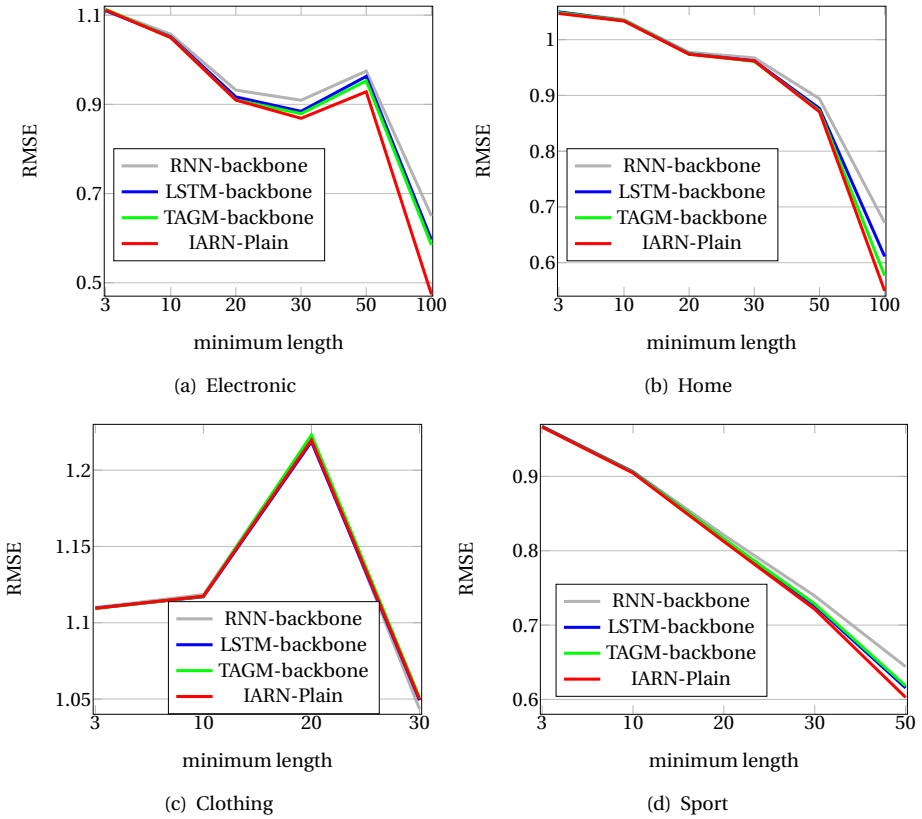 1.1
0.9
0.7
0.5
RMSE
RNN-backbone
LSTM-backbone
TAGM-backbone
IARN-Plain
3 10 20 30 50 100
minimum length
(a) Electronic
1
0.9
0.8
0.7
0.6
RMSE
RNN-backbone
LSTM-backbone
TAGM-backbone
IARN-Plain
3 10 20 30 50 100
minimum length
(b) Home
1.2
1.15
1.1
1.05
RMSE
RNN-backbone
LSTM-backbone
TAGM-backbone
IARN-Plain
3 10 20 30
minimum length
(c) Clothing
0.9
0.8
0.7
0.6
RMSE
RNN-backbone
LSTM-backbone
TAGM-backbone
IARN-Plain
3 10 20 30 50
minimum length
(d) Sport